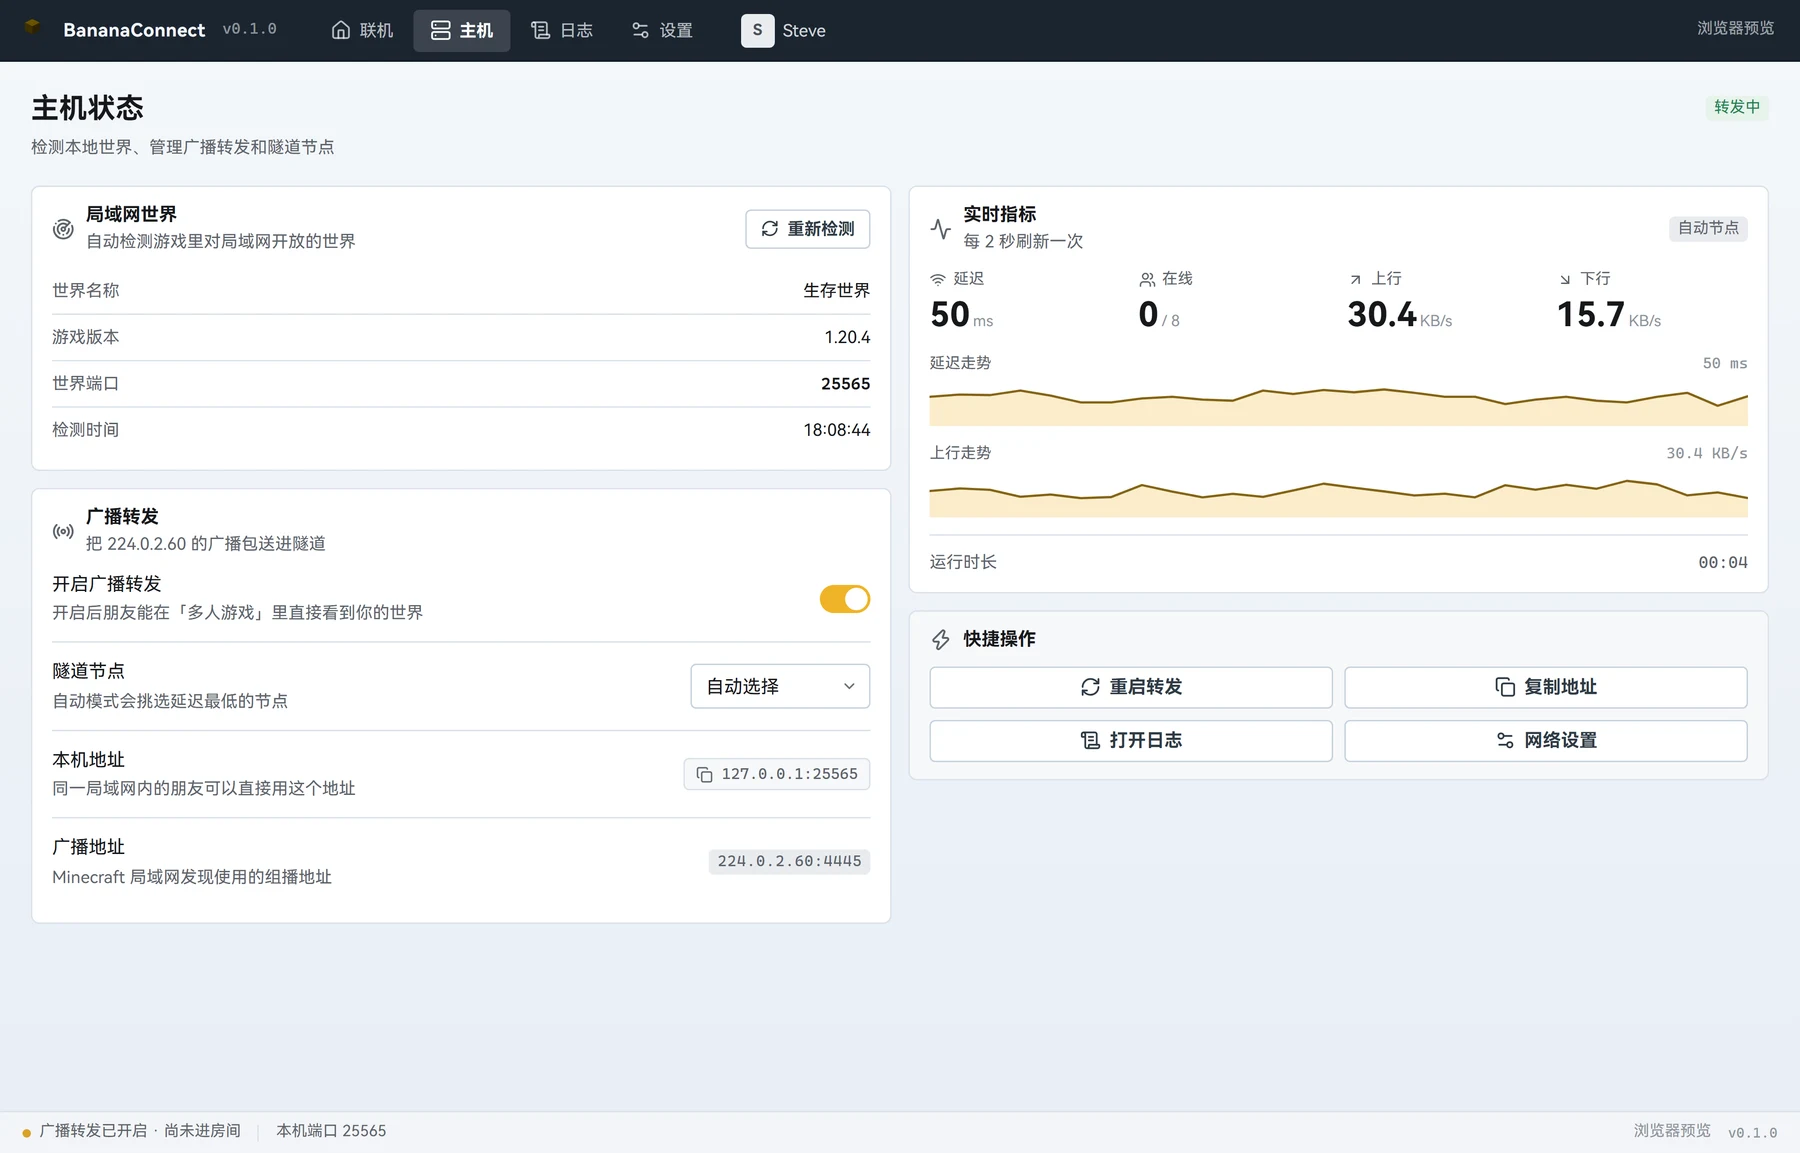 BananaConnect v0.1.0 联机 主机 日志 设置 S Steve 浏览器预览
主机状态
转发中
检测本地世界、管理广播转发和隧道节点
局域网世界
自动检测游戏里对局域网开放的世界
重新检测
世界名称 生存世界
游戏版本 1.20.4
世界端口 25565
检测时间 18:08:44
广播转发
把 224.0.2.60 的广播包送进隧道
开启广播转发
开启后朋友能在「多人游戏」里直接看到你的世界
隧道节点
自动模式会挑选延迟最低的节点
自动选择
本机地址
同一局域网内的朋友可以直接用这个地址
127.0.0.1:25565
广播地址
Minecraft 局域网发现使用的组播地址
224.0.2.60:4445
实时指标
每 2 秒刷新一次
自动节点
延迟 在线 上行 下行
50 ms 0 / 8 30.4 KB/s 15.7 KB/s
延迟走势 50 ms
上行走势 30.4 KB/s
运行时长 00:04
快捷操作
重启转发 复制地址
打开日志 网络设置
广播转发已开启 · 尚未进房间 本机端口 25565 浏览器预览 v0.1.0